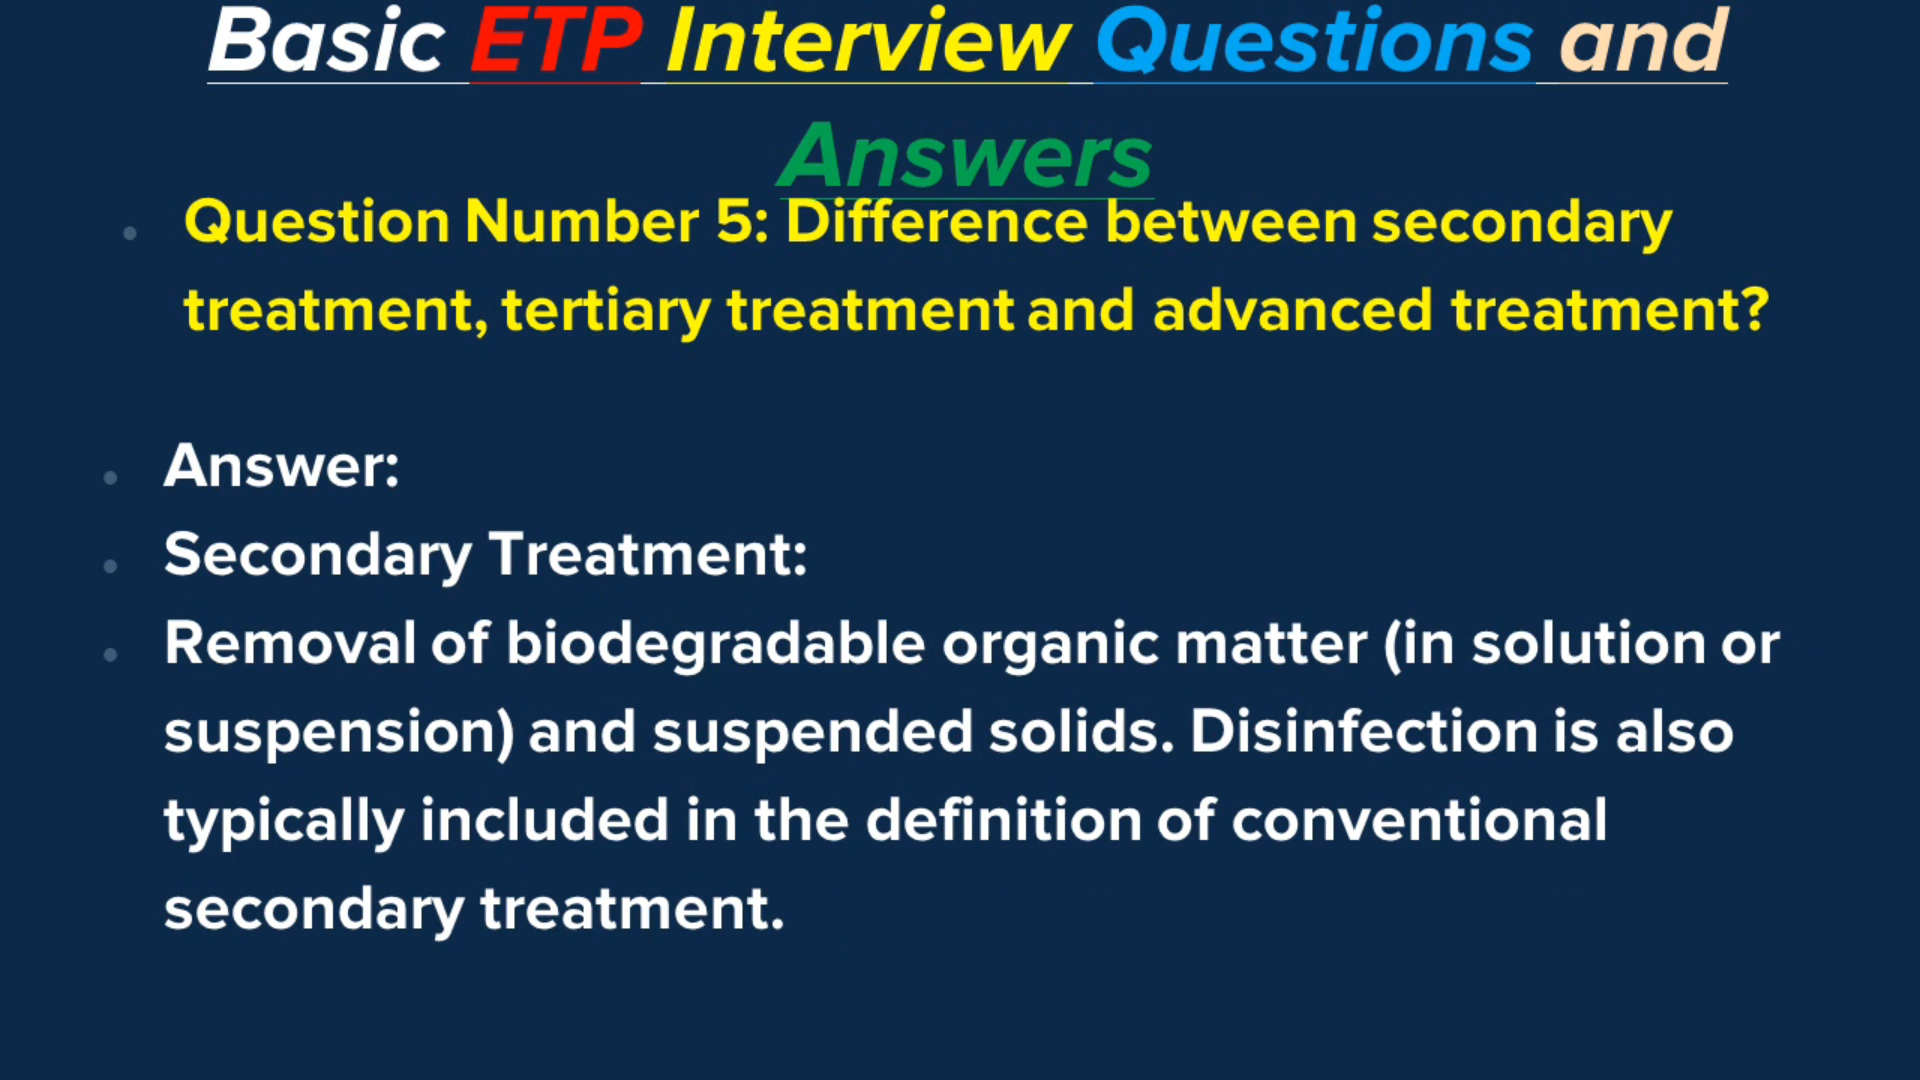 Basic ETP Interview Questions and
Answers
Question Number 5: Difference between secondary
treatment, tertiary treatment and advanced treatment?
Answer:
Secondary Treatment:
Removal of biodegradable organic matter (in solution or
suspension) and suspended solids. Disinfection is also
typically included in the definition of conventional
secondary treatment.